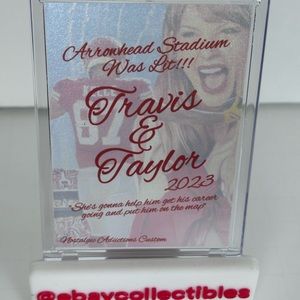 Arrowhead Stadium
Was Lit!!!
87
Travis
&
Taylor
2023
"She's gonna help him get his career
going and put him on the map"
Nostalgic Adictions Custom
@ebaycollectibles